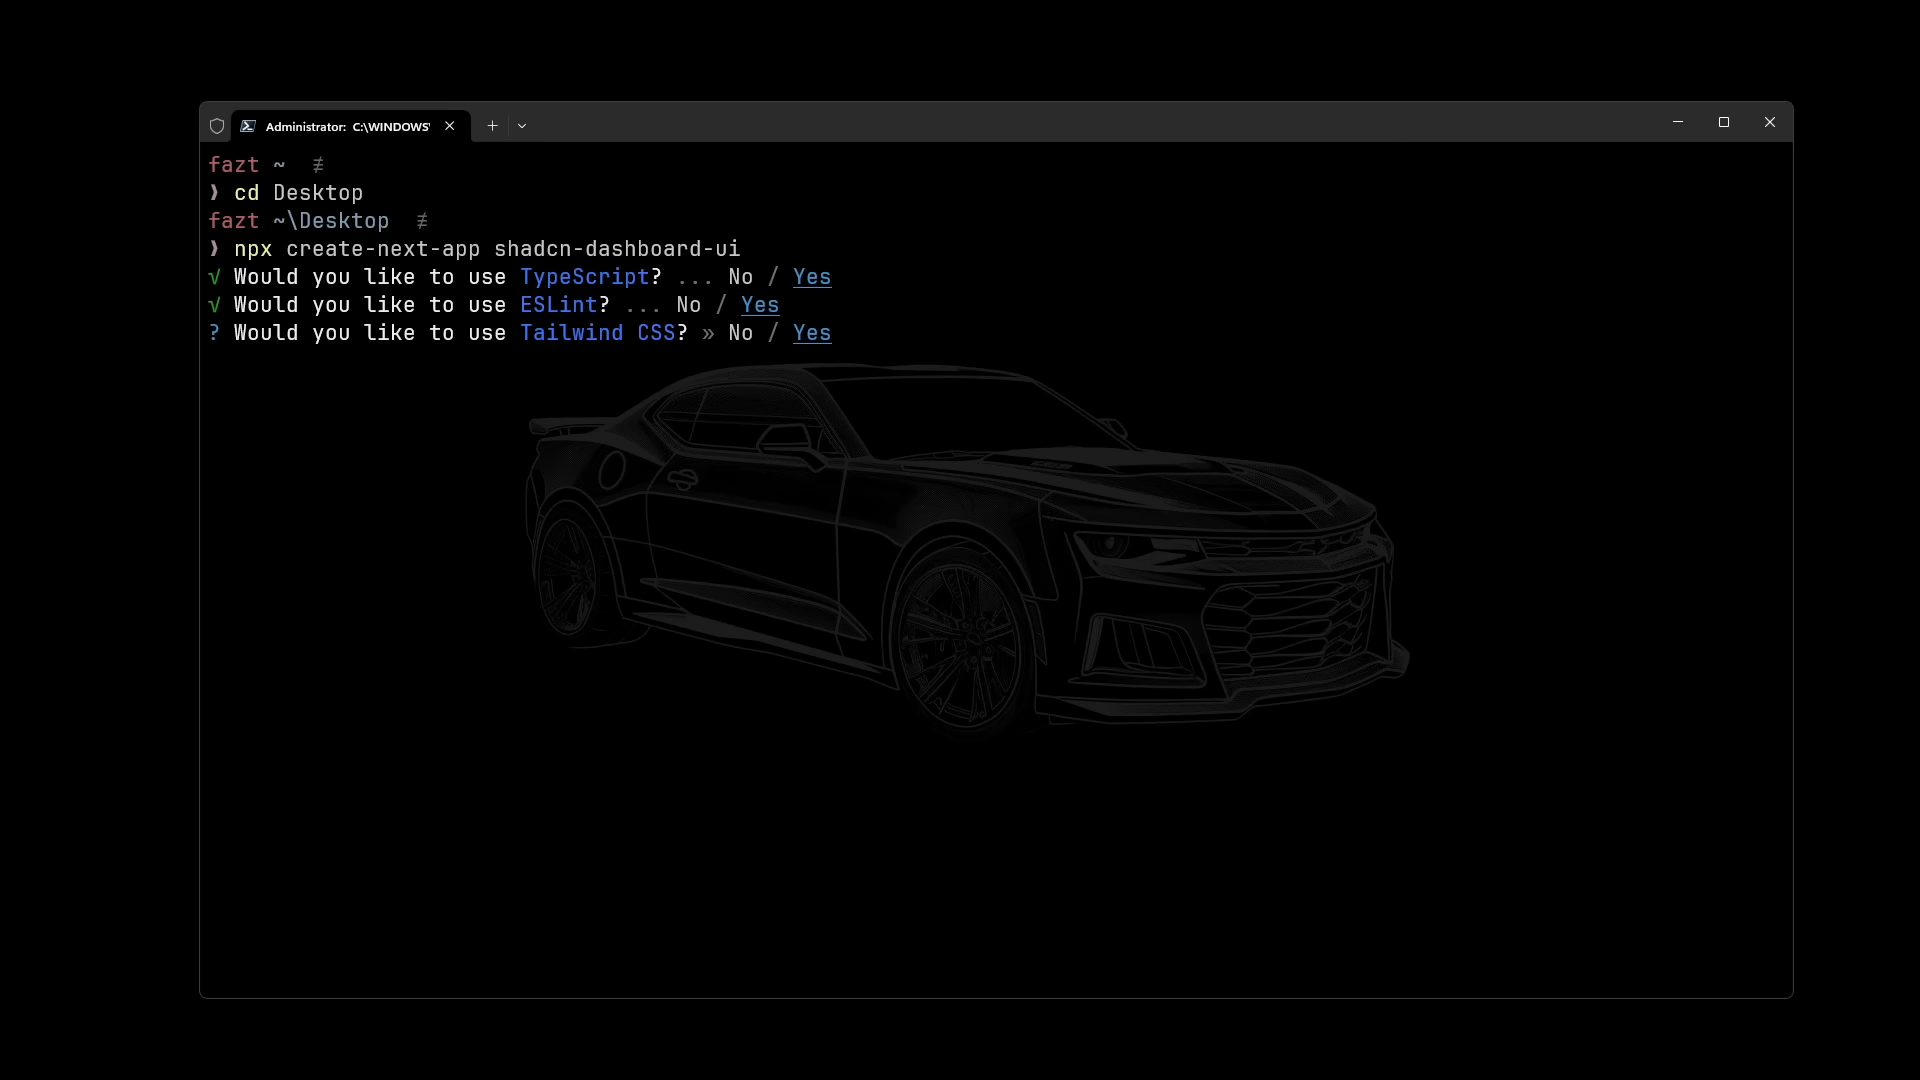 Administrator: C:\WINDOWS
fazt ~ ≢
❯ cd Desktop
fazt ~\Desktop ≢
❯ npx create-next-app shadcn-dashboard-ui
√ Would you like to use TypeScript? ... No / Yes
√ Would you like to use ESLint? ... No / Yes
? Would you like to use Tailwind CSS? » No / Yes